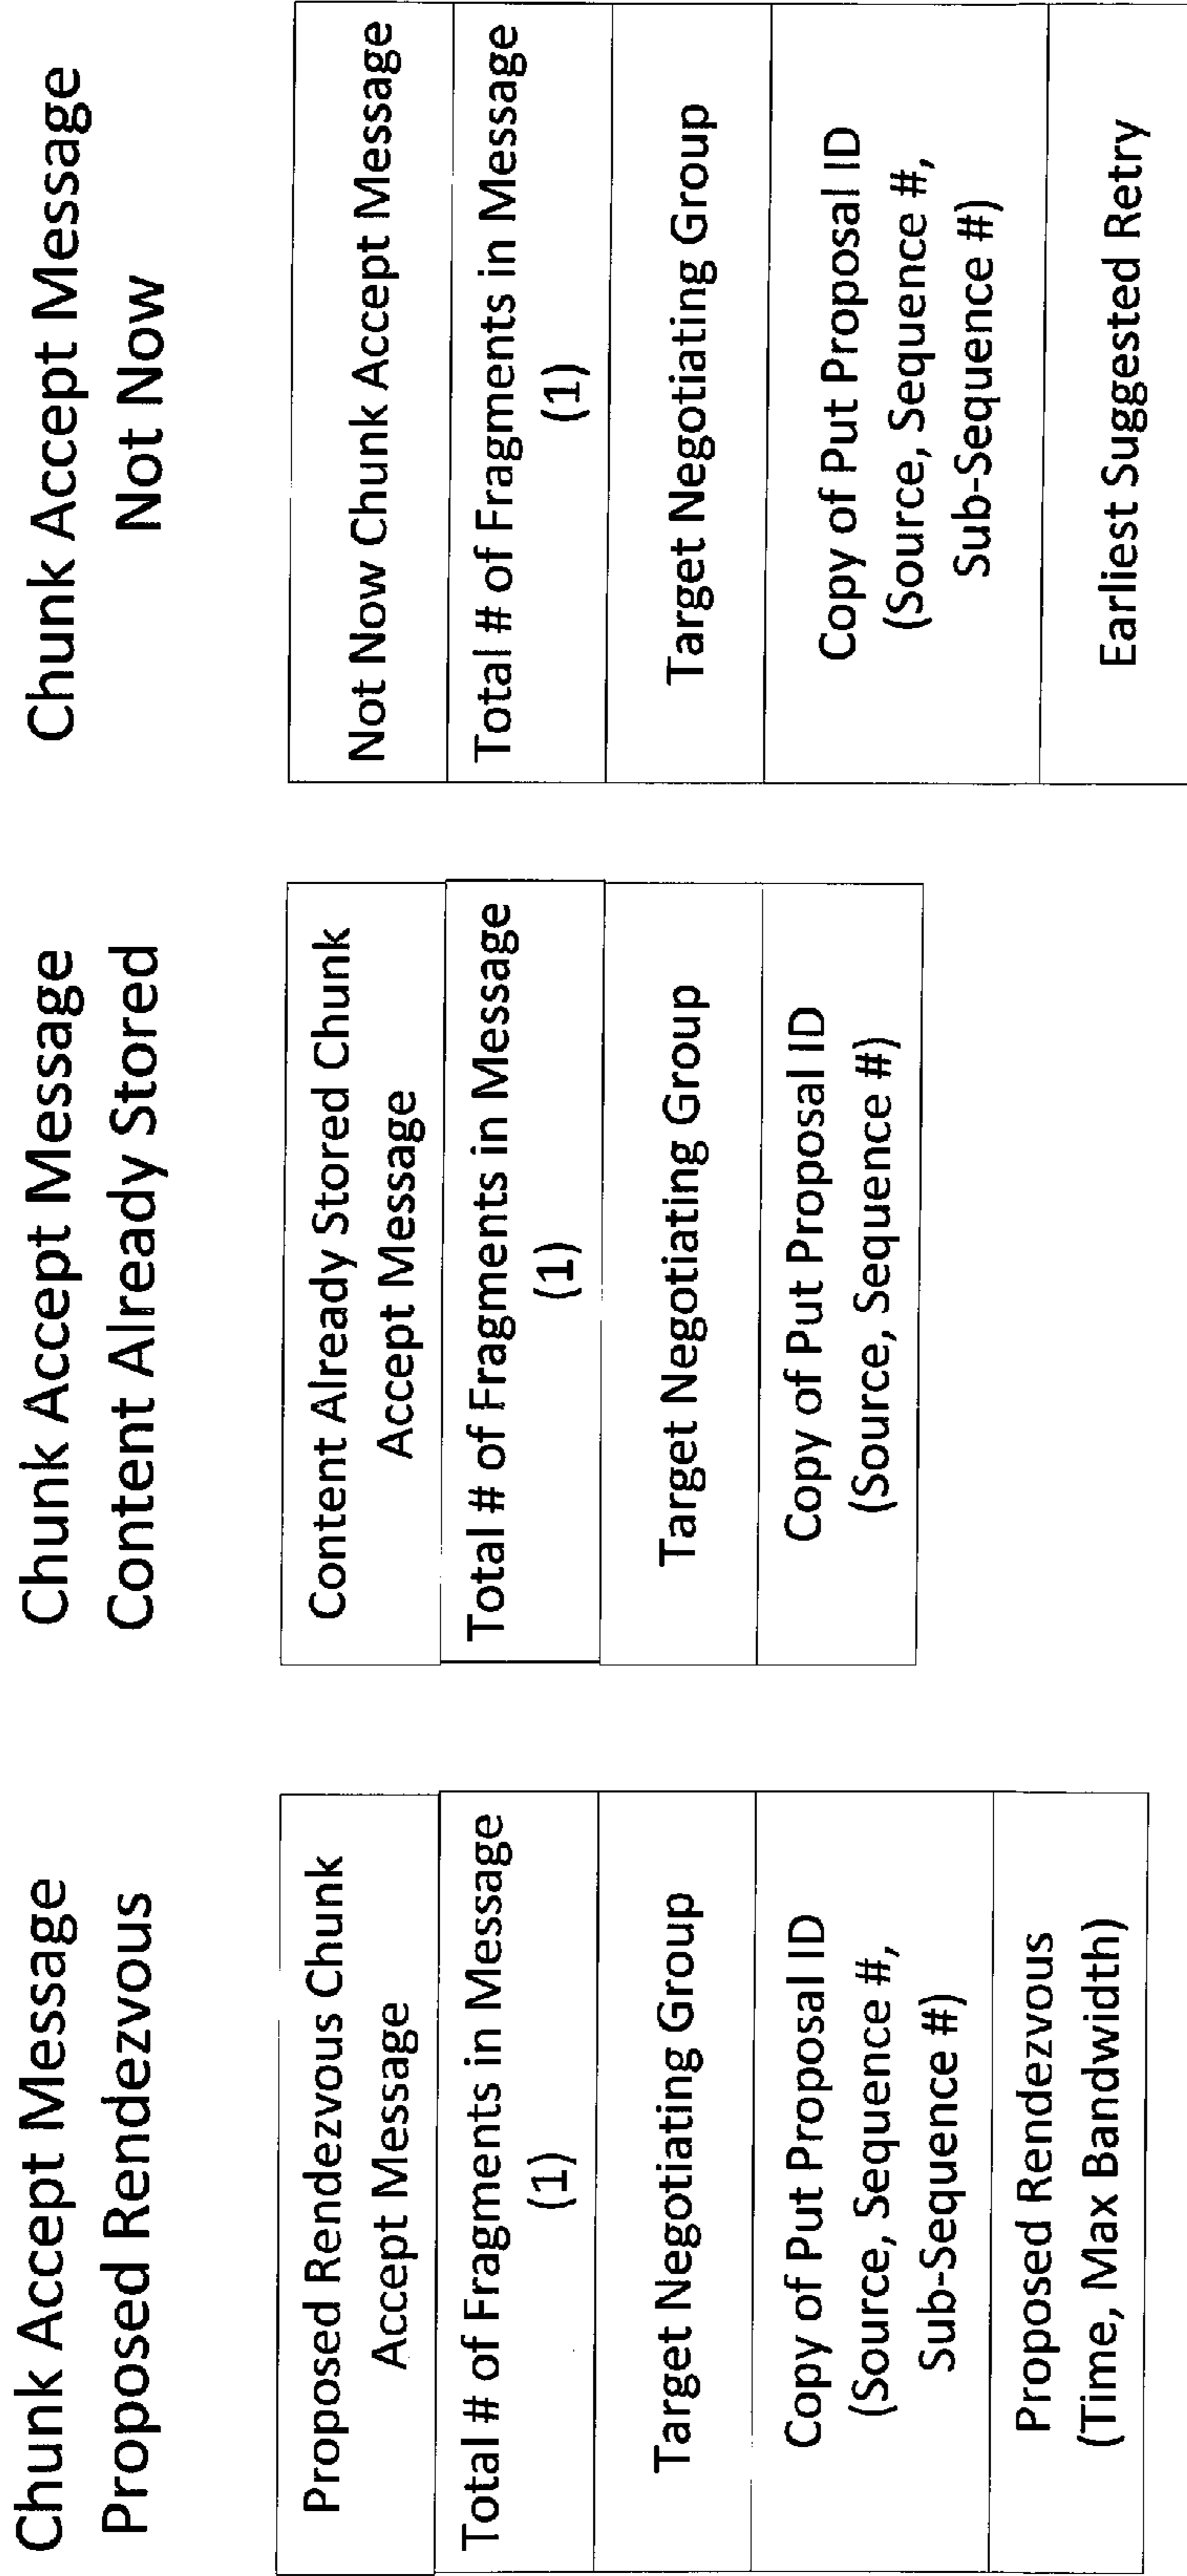 Chunk Accept Message
Proposed Rendezvous
Proposed Rendezvous Chunk
Accept Message
Total # of Fragments in Message
(1)
Target Negotiating Group
Copy of Put Proposal ID
(Source, Sequence #,
Sub-Sequence #)
Proposed Rendezvous
(Time, Max Bandwidth)
Chunk Accept Message
Content Already Stored
Content Already Stored Chunk
Accept Message
Total # of Fragments in Message
(1)
Target Negotiating Group
Copy of Put Proposal ID
(Source, Sequence #)
Chunk Accept Message
Not Now
Not Now Chunk Accept Message
Total # of Fragments in Message
(1)
Target Negotiating Group
Copy of Put Proposal ID
(Source, Sequence #,
Sub-Sequence #)
Earliest Suggested Retry